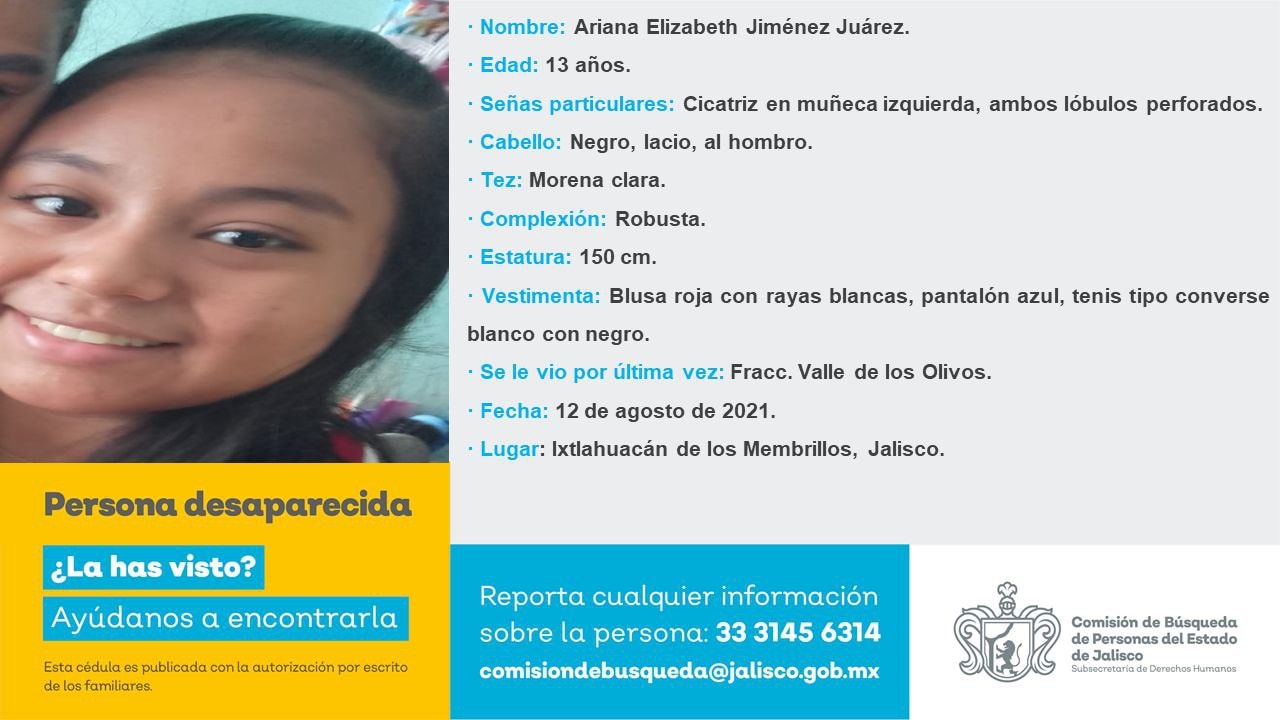 · Nombre: Ariana Elizabeth Jiménez Juárez.
· Edad: 13 años.
· Señas particulares: Cicatriz en muñeca izquierda, ambos lóbulos perforados.
· Cabello: Negro, lacio, al hombro.
· Tez: Morena clara.
· Complexión: Robusta.
· Estatura: 150 cm.
· Vestimenta: Blusa roja con rayas blancas, pantalón azul, tenis tipo converse
blanco con negro.
· Se le vio por última vez: Fracc. Valle de los Olivos.
· Fecha: 12 de agosto de 2021.
· Lugar: Ixtlahuacán de los Membrillos, Jalisco.
Persona desaparecida
¿La has visto?
Ayúdanos a encontrarla
Esta cédula es publicada con la autorización por escrito
de los familiares.
Reporta cualquier información
sobre la persona: 33 3145 6314
comisiondebusqueda@jalisco.gob.mx
Comisión de Búsqueda
de Personas del Estado
de Jalisco
Subsecretaría de Derechos Humanos